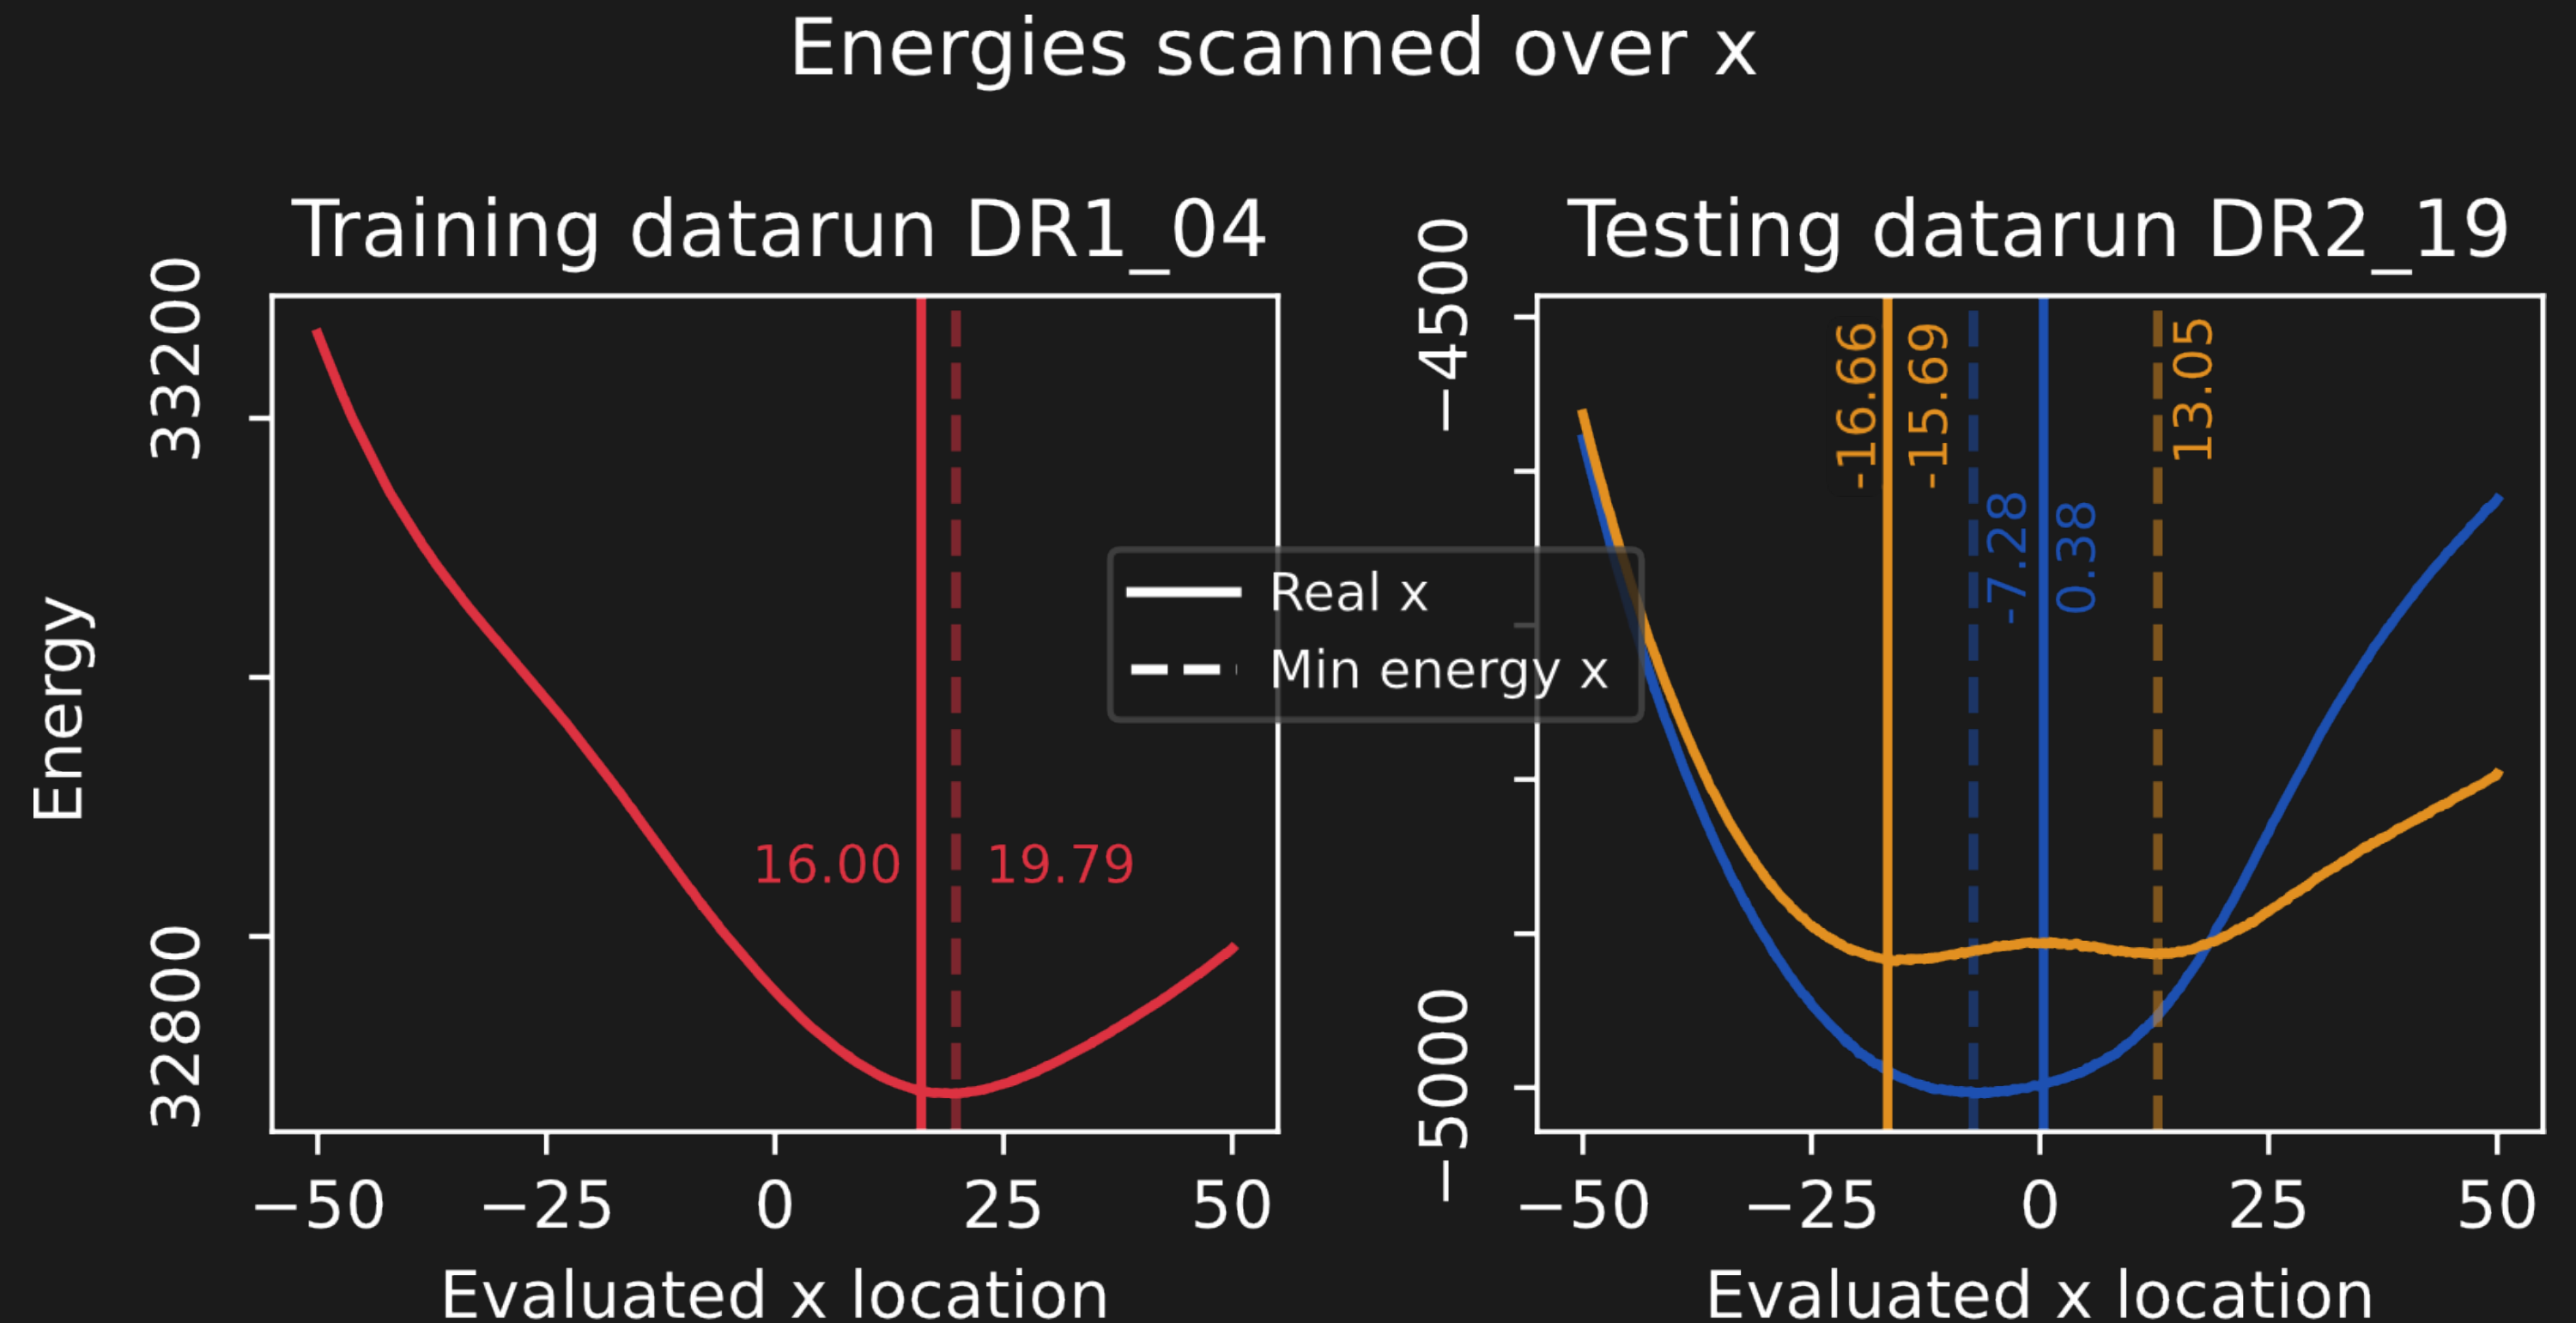 Energies scanned over x
Training datarun DR1_04
Energy
33200
32800
16.00
19.79
−50
−25
0
25
50
Evaluated x location
Real x
Min energy x
Testing datarun DR2_19
−4500
−5000
-16.66
-15.69
-7.28
0.38
13.05
−50
−25
0
25
50
Evaluated x location